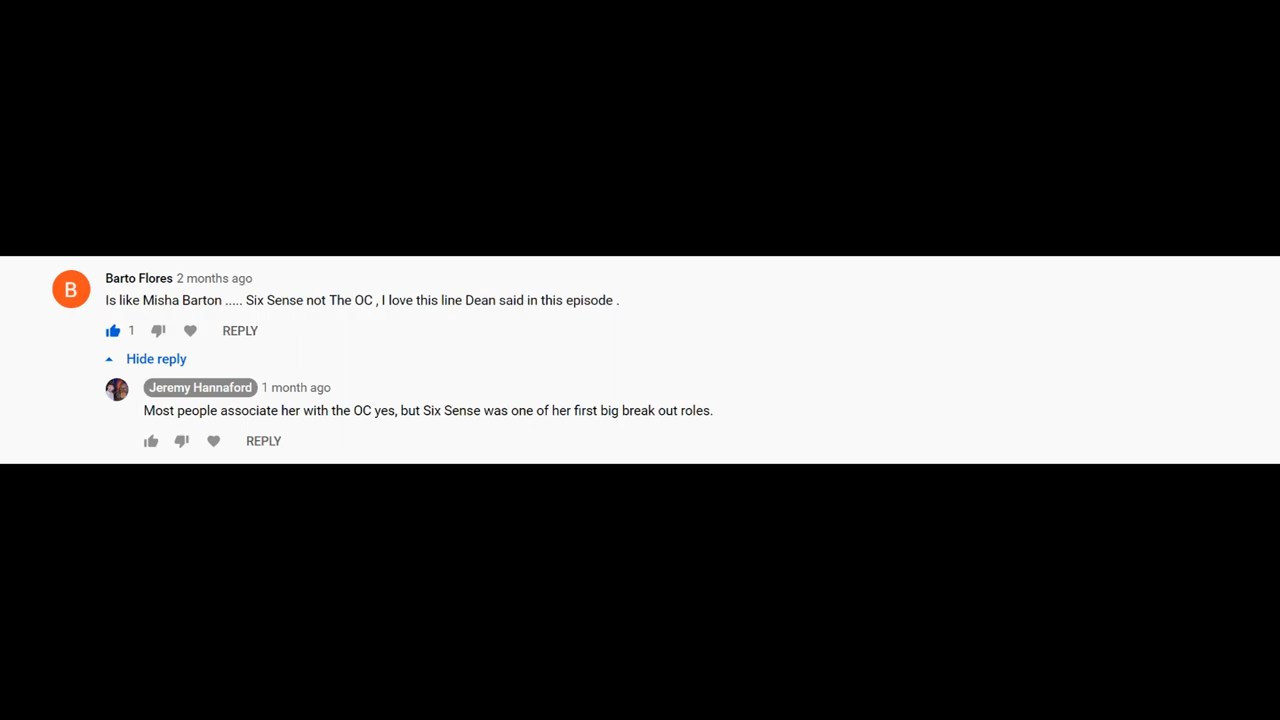 B
Barto Flores 2 months ago
Is like Misha Barton ..... Six Sense not The OC , I love this line Dean said in this episode .
1 REPLY
Hide reply
Jeremy Hannaford 1 month ago
Most people associate her with the OC yes, but Six Sense was one of her first big break out roles.
REPLY